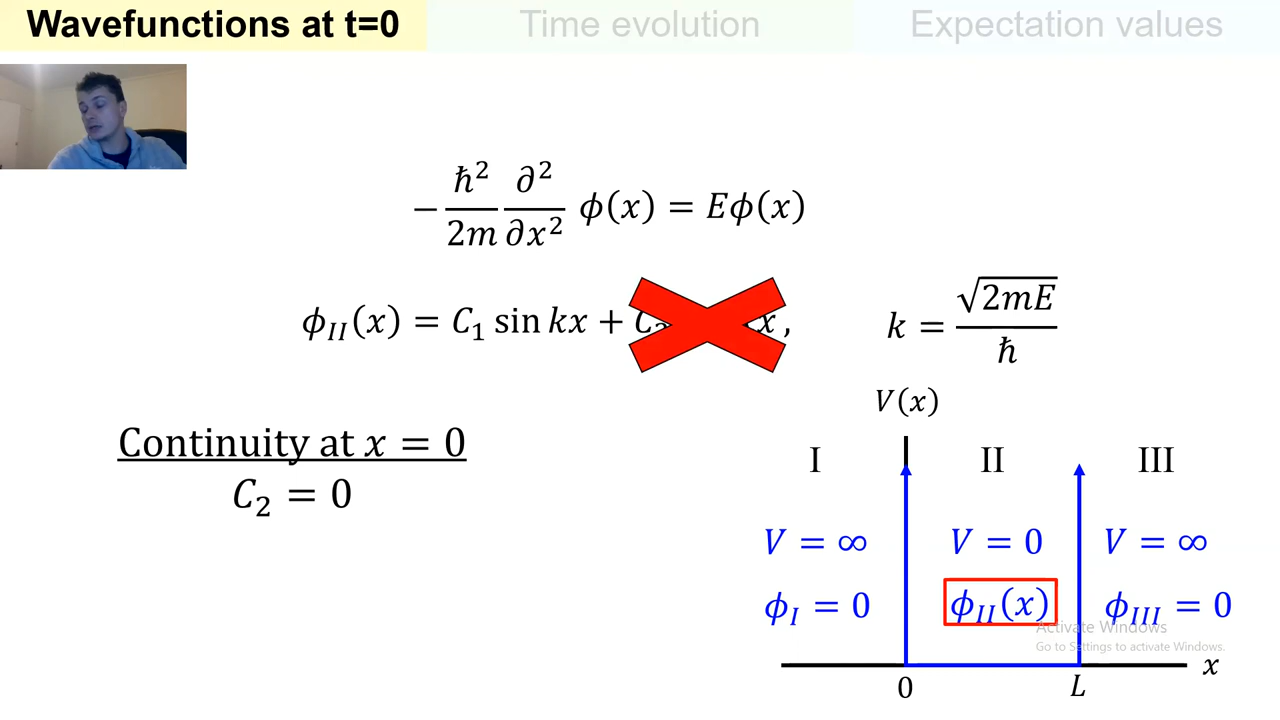 Wavefunctions at t=0
Time evolution
Expectation values
−ℏ²/2m ∂²/∂x² ϕ(x) = Eϕ(x)
ϕ_II(x) = C₁ sin kx + C₂ x ,
k = √2mE/ℏ
V(x)
Continuity at x = 0
C₂ = 0
I II III
V = ∞ V = 0 V = ∞
ϕ_I = 0 ϕ_II(x) ϕ_III = 0
Activate Windows
Go to Settings to activate Windows.
x
0 L